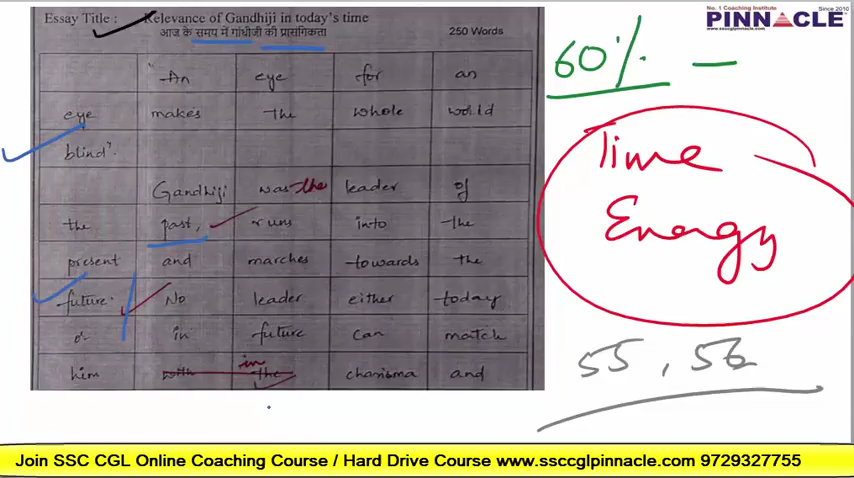 Essay Title : Relevance of Gandhiji in today's time
आज के समय में गांधीजी की प्रासंगिकता 250 Words
"An eye for an
eye makes the whole world
blind".
Gandhiji was the leader of
the past, runs into the
present and marches towards the
future. No leader either today
or in future can match
him with in the charisma and
60% —
Time
Energy
55, 56
No. 1 Coaching Institute Since 2010
PINNACLE
www.ssccglpinnacle.com
Join SSC CGL Online Coaching Course / Hard Drive Course www.ssccglpinnacle.com 9729327755